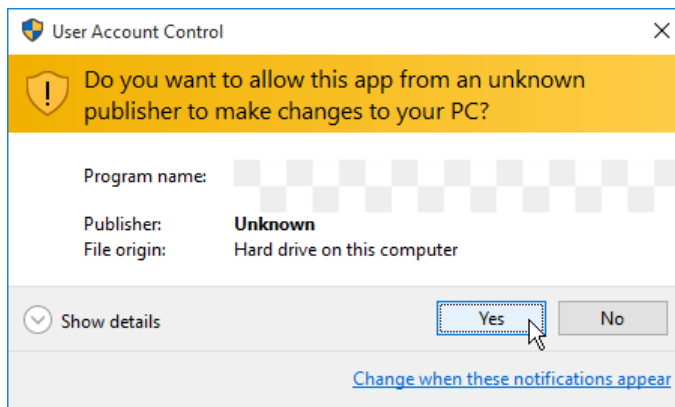 User Account Control
Do you want to allow this app from an unknown
publisher to make changes to your PC?
Program name:
Publisher: Unknown
File origin: Hard drive on this computer
Show details
Yes No
Change when these notifications appear